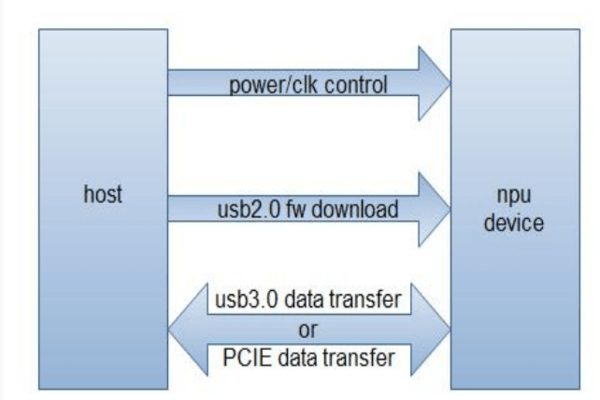 power/clk control
host
usb2.0 fw download
npu
device
usb3.0 data transfer
or
PCIE data transfer